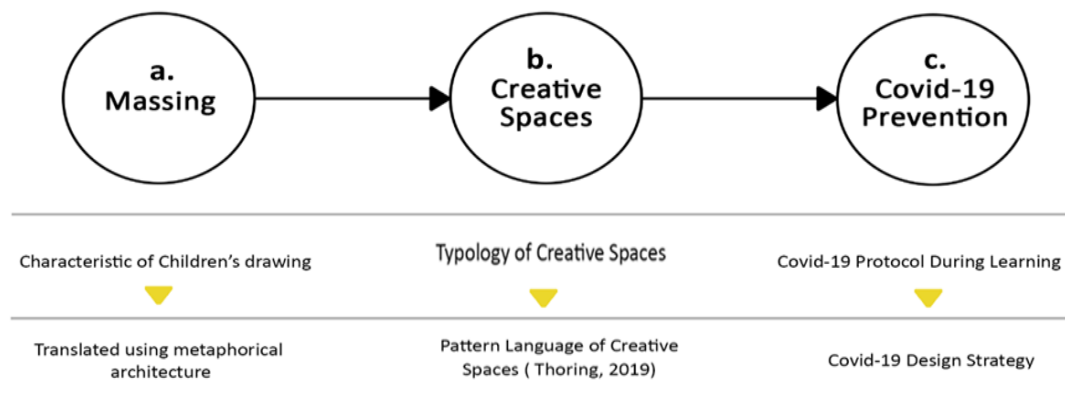 a.
Massing
b.
Creative
Spaces
c.
Covid-19
Prevention
Characteristic of Children's drawing
Typology of Creative Spaces
Covid-19 Protocol During Learning
Translated using metaphorical
architecture
Pattern Language of Creative
Spaces ( Thoring, 2019)
Covid-19 Design Strategy